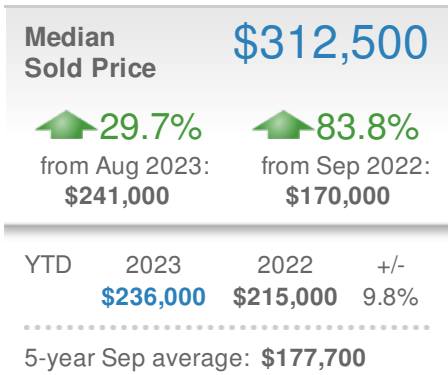 Median
Sold Price
$312,500
29.7% 83.8%
from Aug 2023: from Sep 2022:
$241,000 $170,000
YTD 2023 2022 +/-
$236,000 $215,000 9.8%
5-year Sep average: $177,700